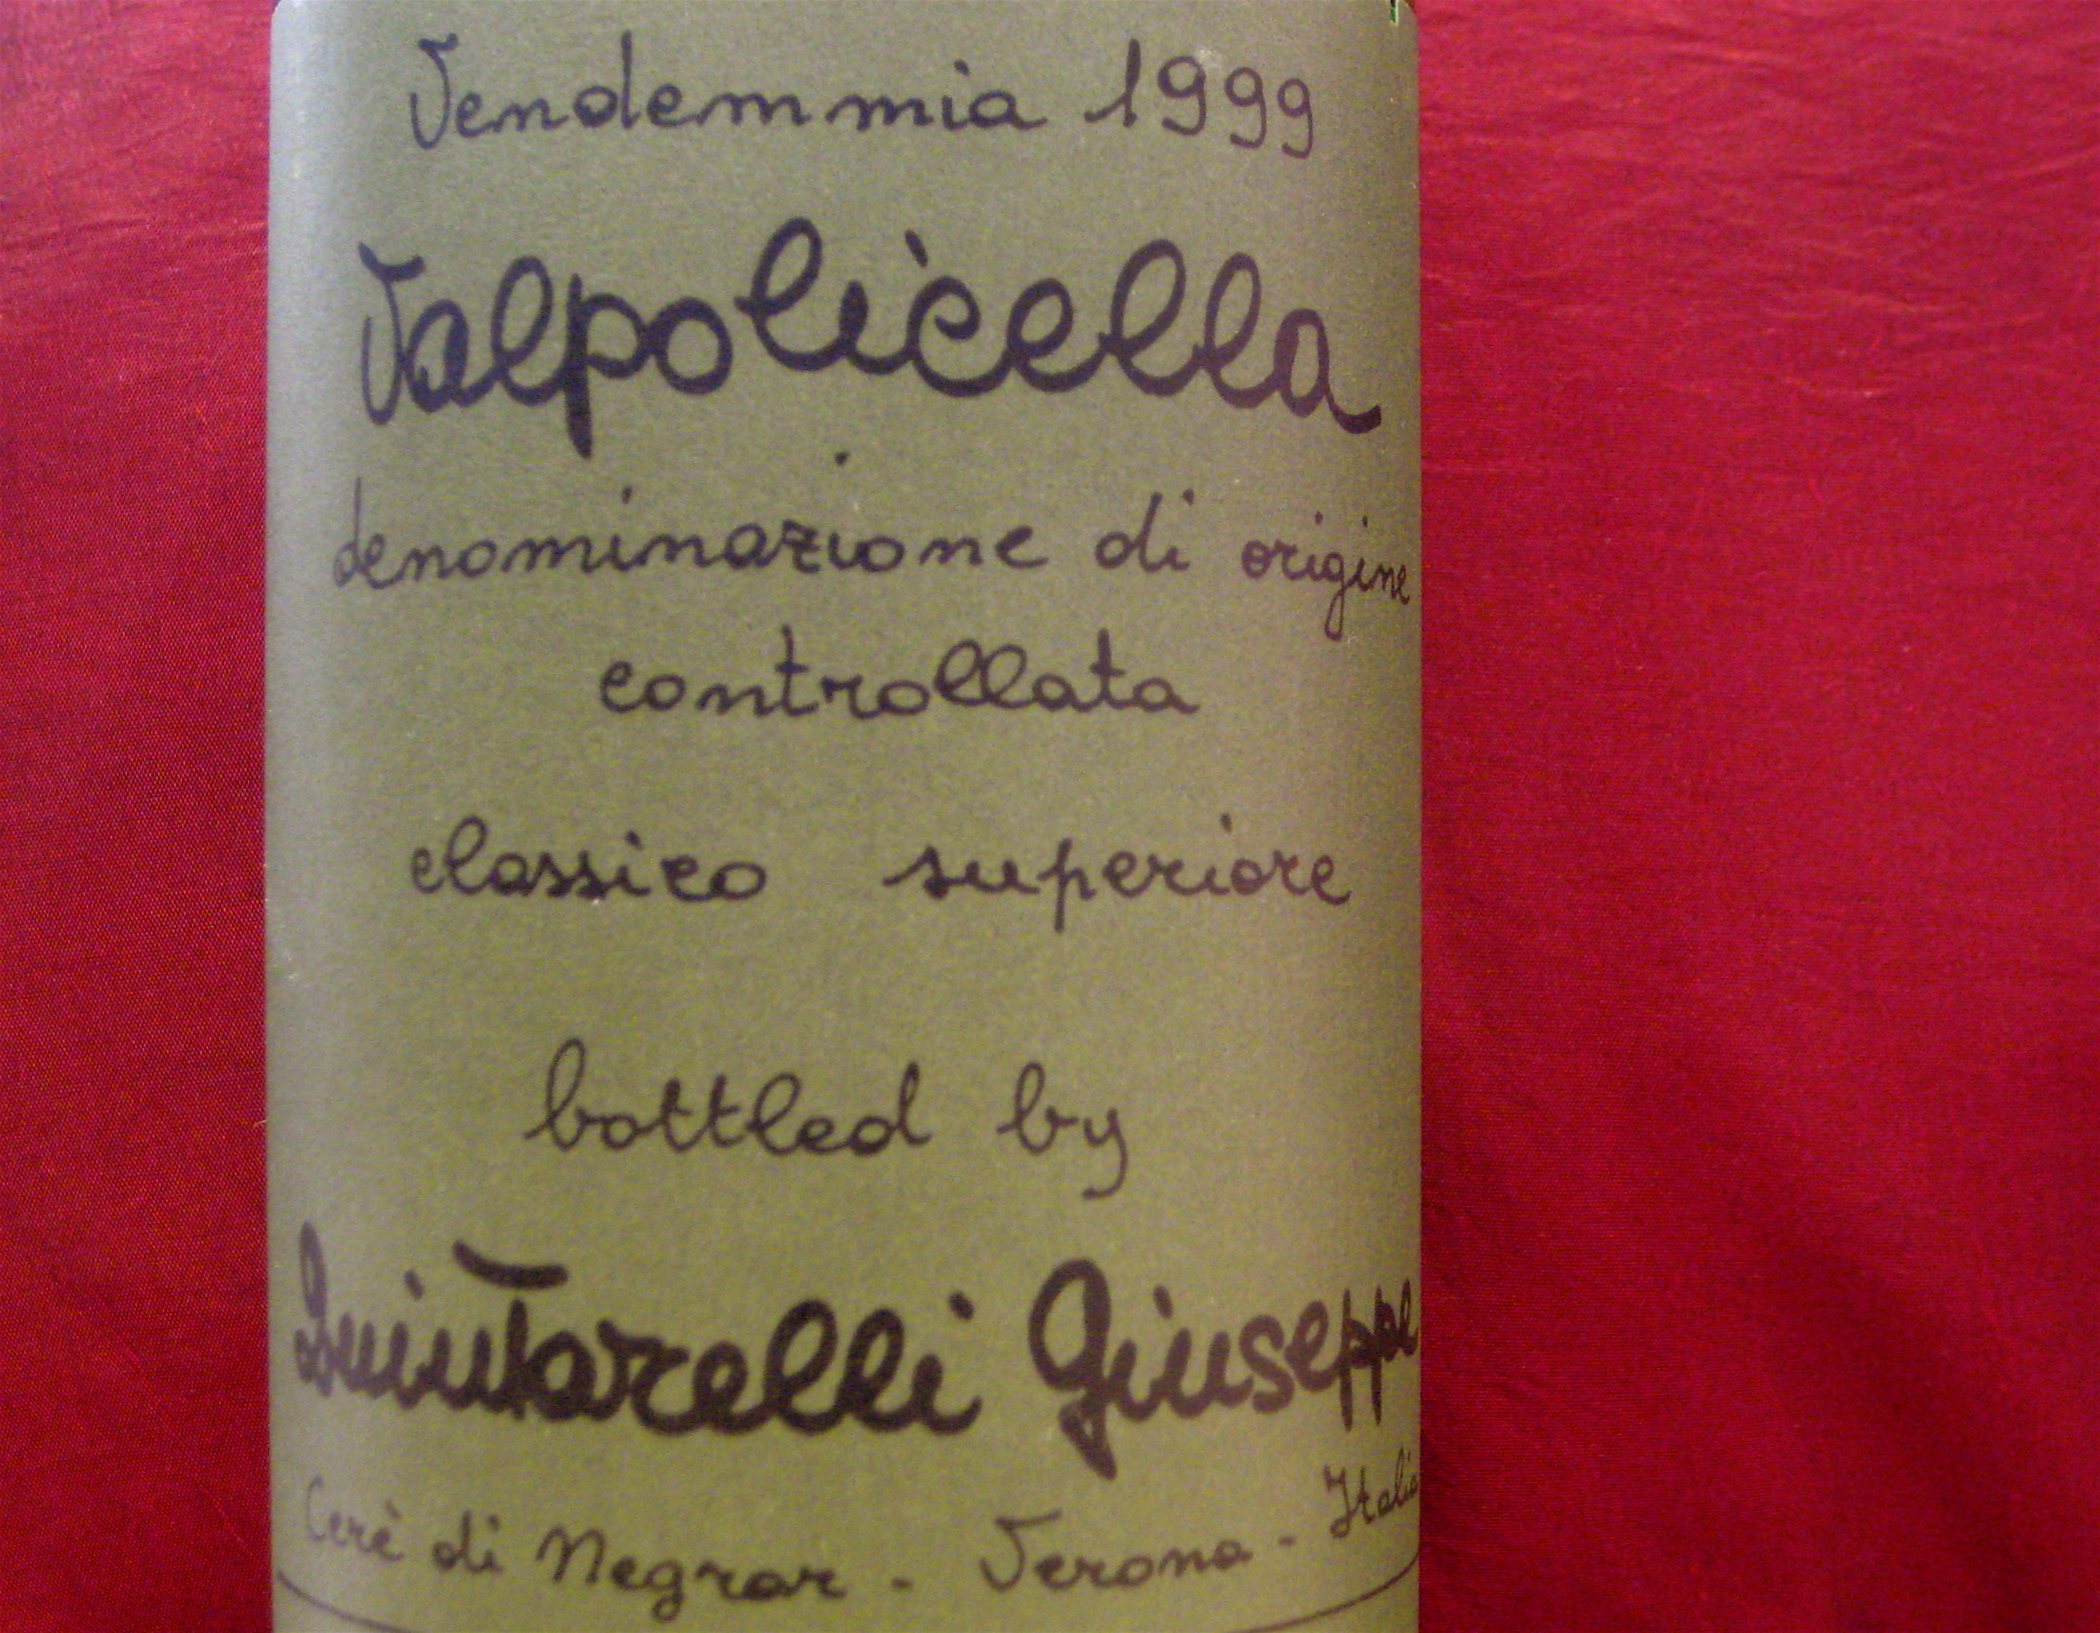 Vendemmia 1999
Valpolicella
denominazione di origine
controllata
classico superiore
bottled by
Quintarelli Giuseppe
Cerè di Negrar - Verona - Italia